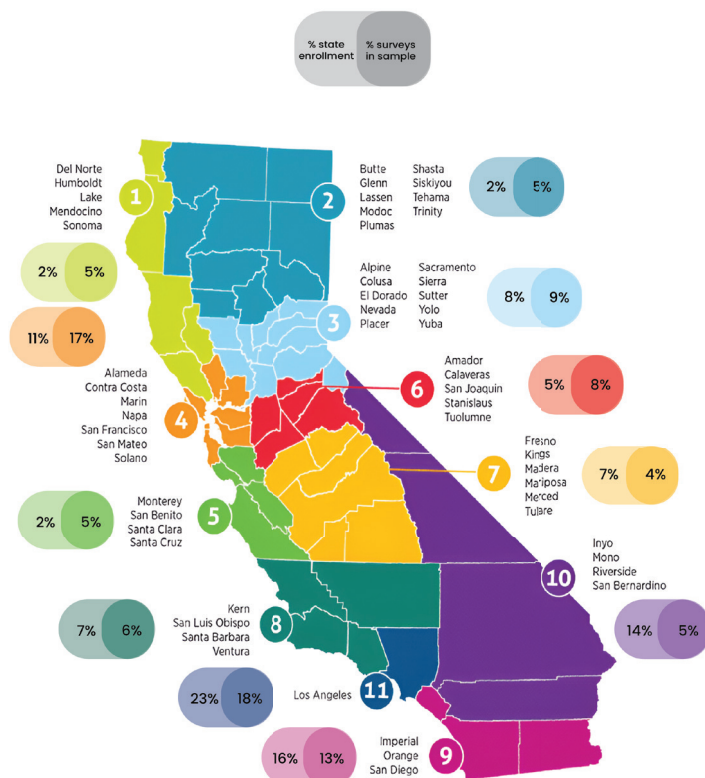 % state enrollment
% surveys in sample
Del Norte
Humboldt
Lake
Mendocino
Sonoma
1
2% 5%
2
Butte
Glenn
Lassen
Modoc
Plumas
Shasta
Siskiyou
Tehama
Trinity
2% 5%
3
Alpine
Colusa
El Dorado
Nevada
Placer
Sacramento
Sierra
Sutter
Yolo
Yuba
8% 9%
11% 17%
Alameda
Contra Costa
Marin
Napa
San Francisco
San Mateo
Solano
4
6
Amador
Calaveras
San Joaquin
Stanislaus
Tuolumne
5% 8%
7
Fresno
Kings
Madera
Mariposa
Merced
Tulare
7% 4%
2% 5%
Monterey
San Benito
Santa Clara
Santa Cruz
5
10
Inyo
Mono
Riverside
San Bernardino
14% 5%
7% 6%
Kern
San Luis Obispo
Santa Barbara
Ventura
8
23% 18%
Los Angeles
11
16% 13%
Imperial
Orange
San Diego
9